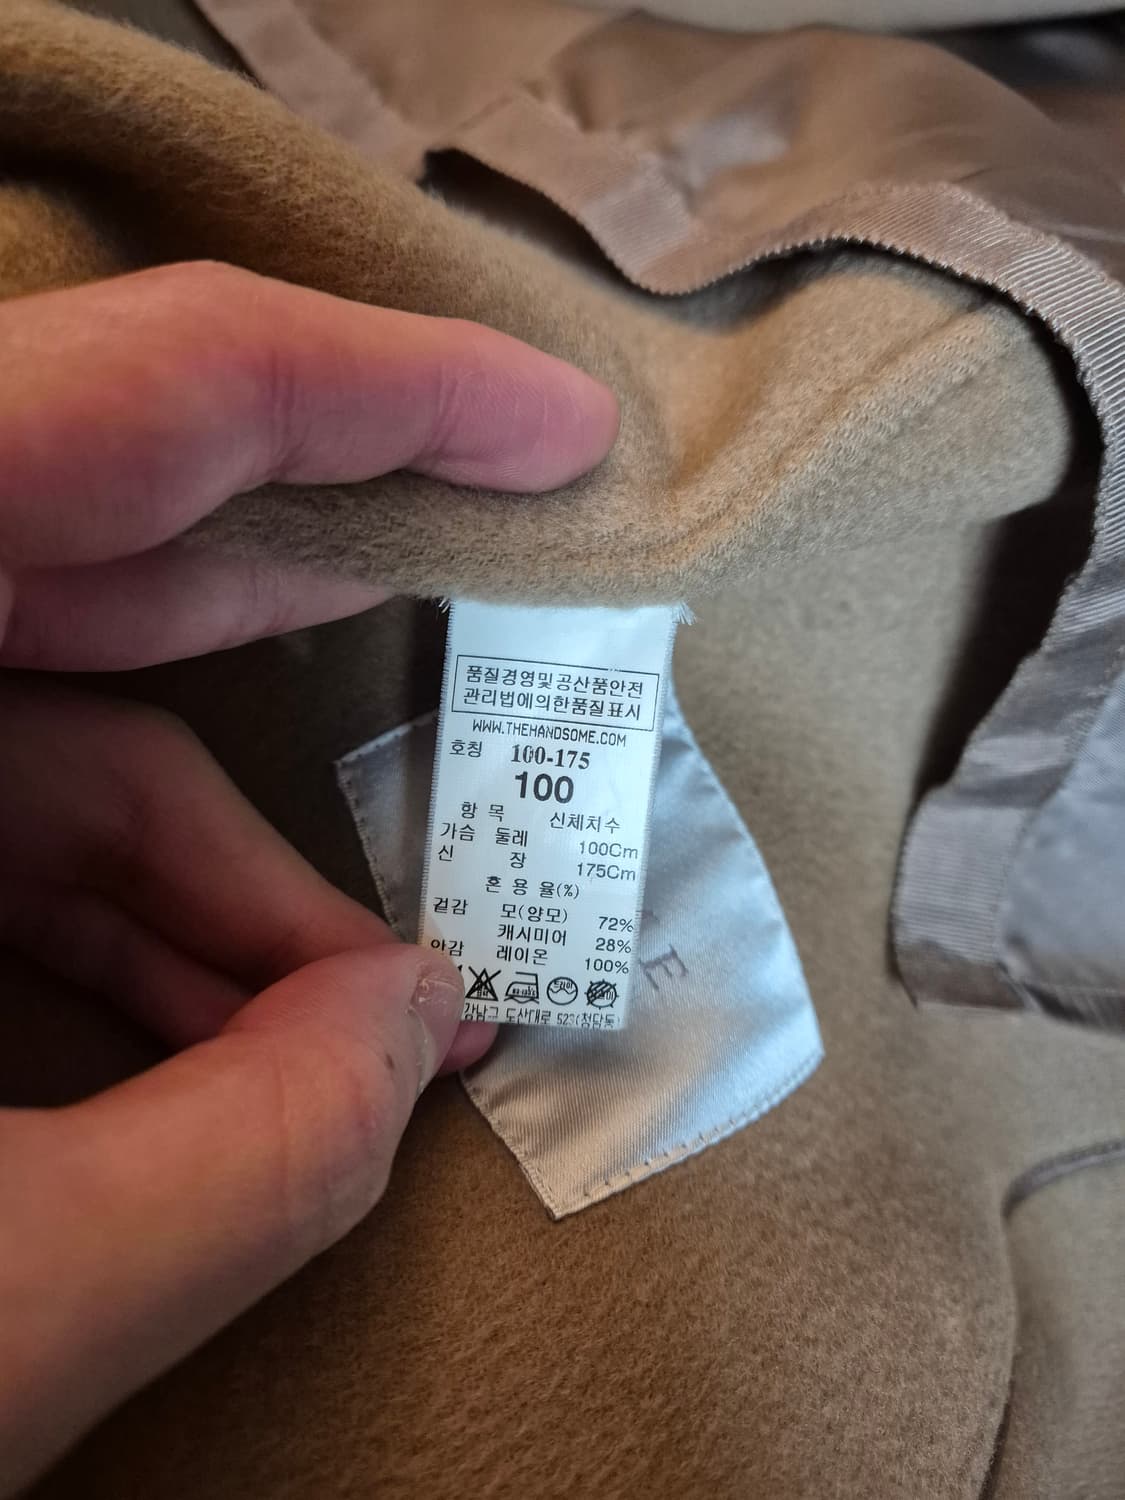 품질경영및공산품안전
관리법에의한품질표시
WWW.THEHANDSOME.COM
호칭 100-175
100
항 목 신체치수
가슴 둘레 100Cm
신 장 175Cm
혼 용 율(%)
겉감 모(양모) 72%
캐시미어 28%
안감 레이온 100%
강남구 도산대로 523(청담동)
E